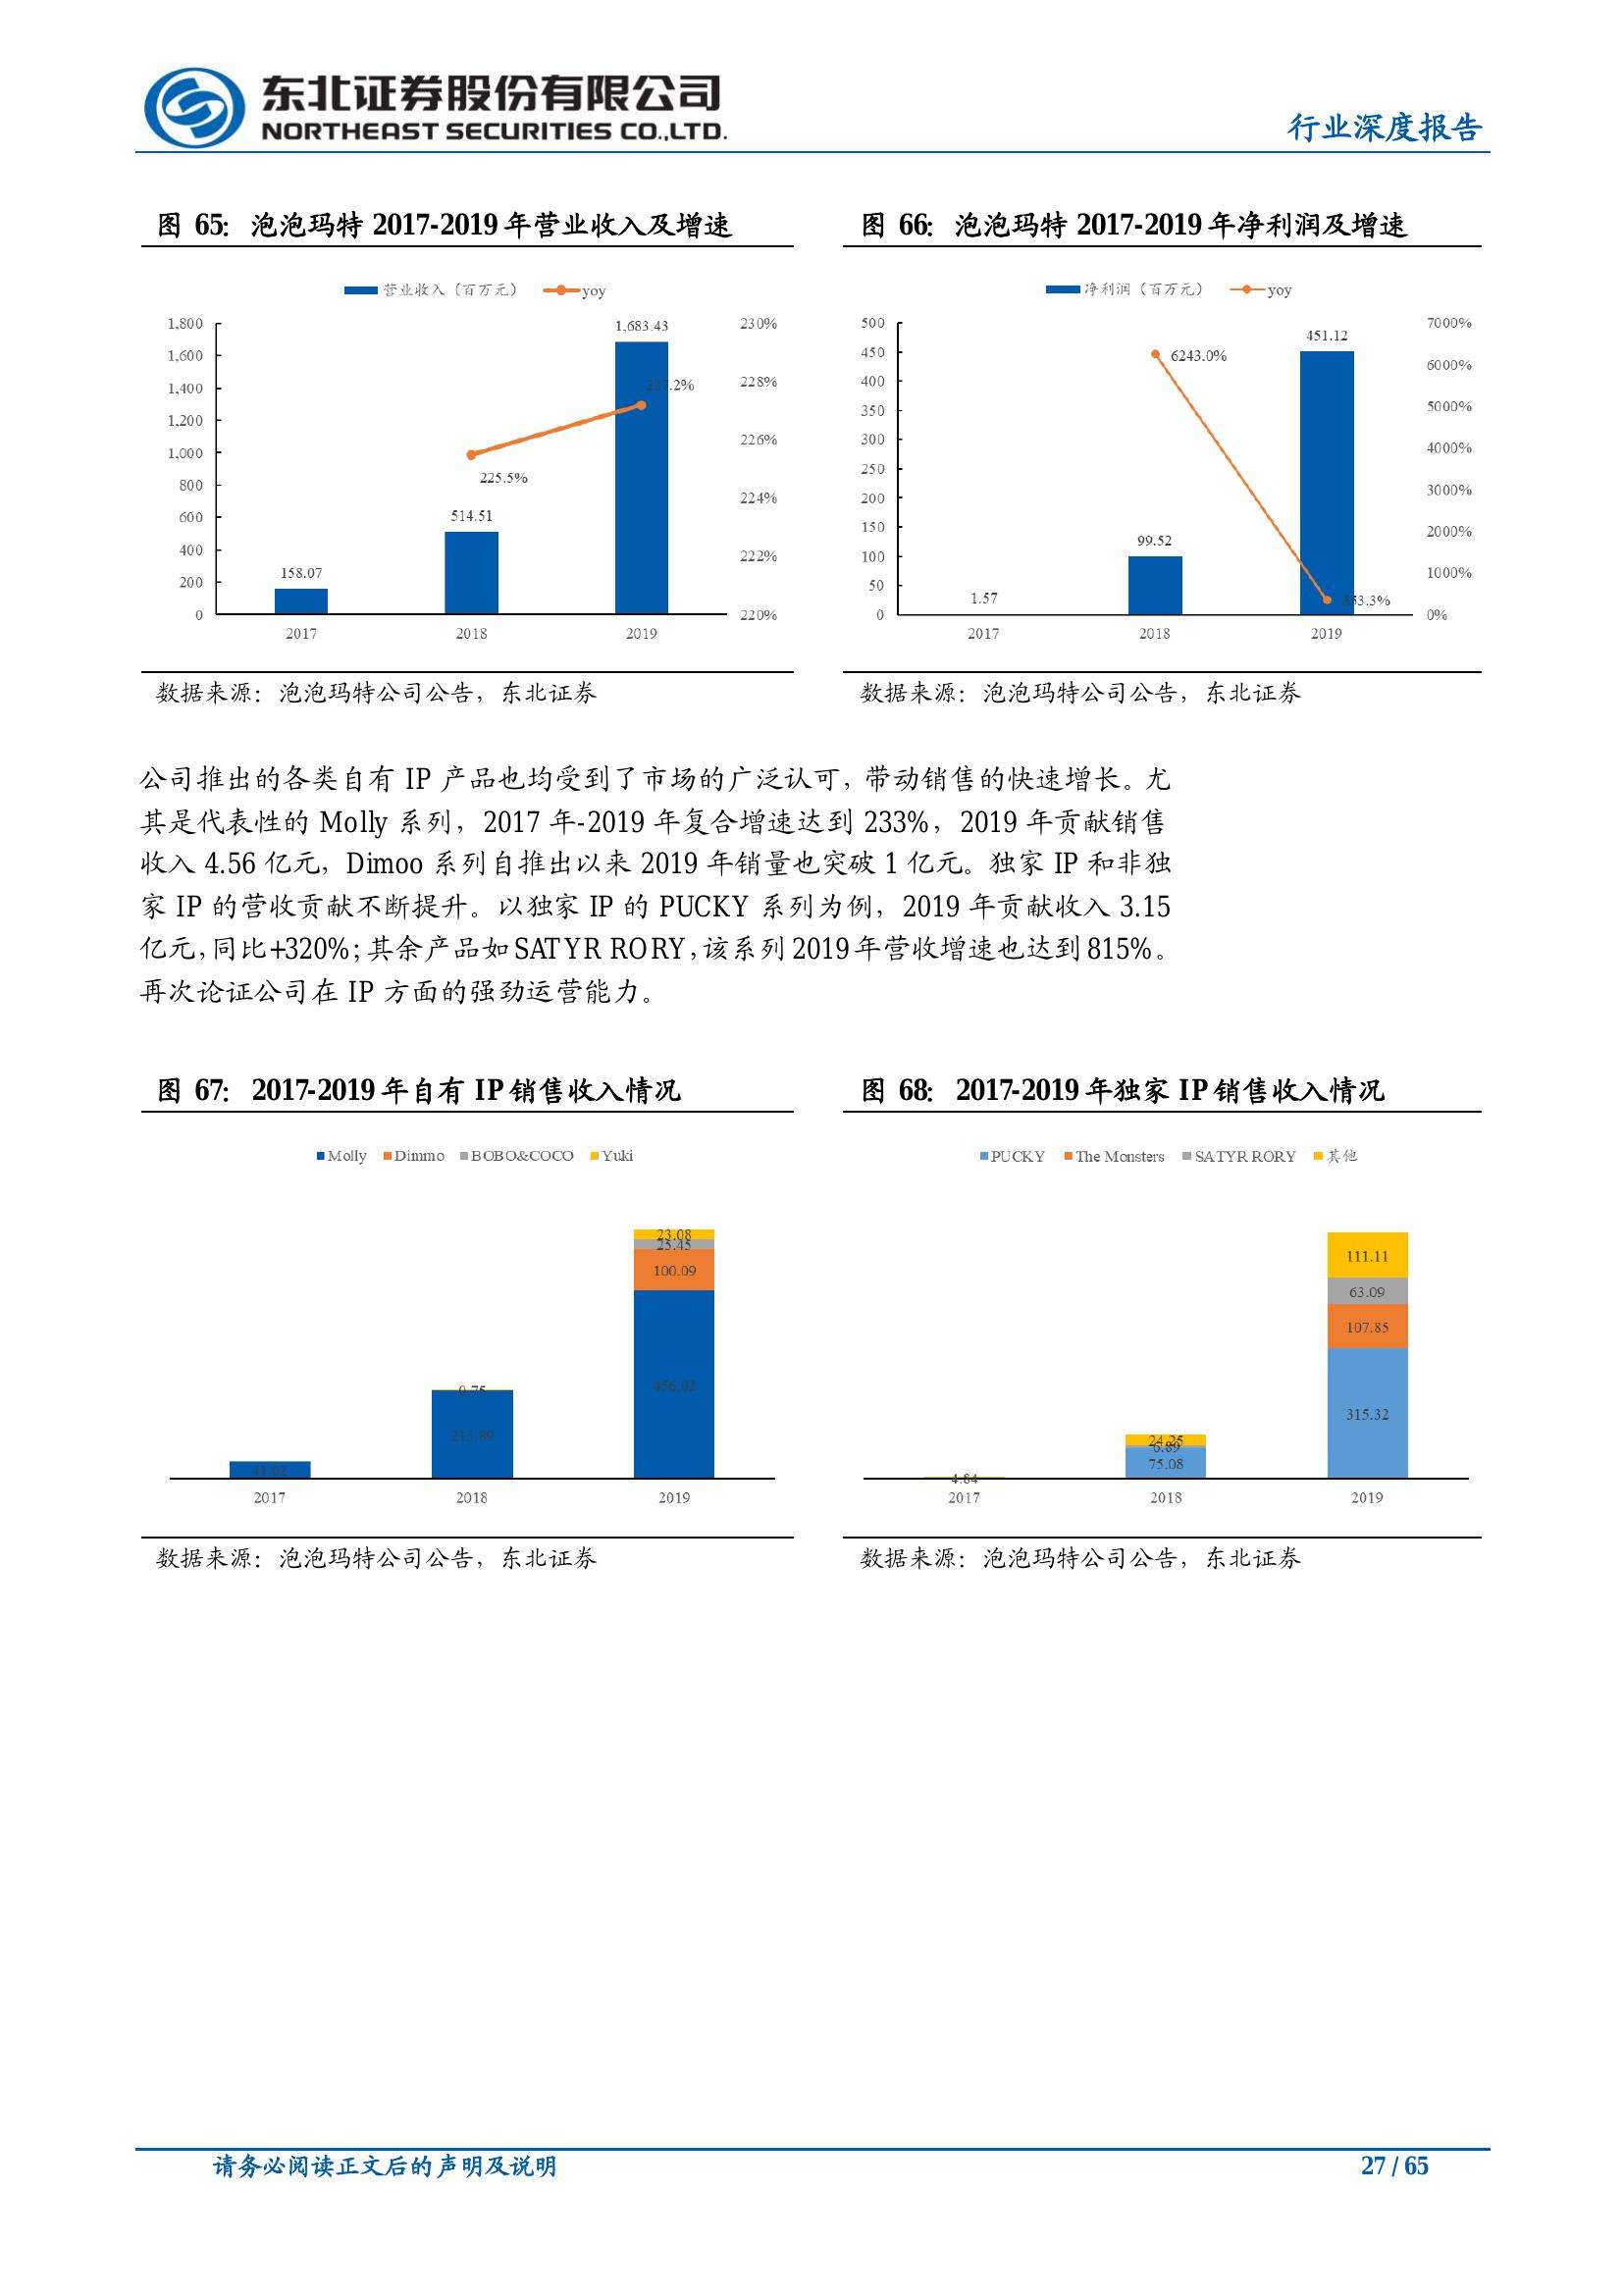 东北证券股份有限公司
NORTHEAST SECURITIES CO.,LTD.
行业深度报告
图 65: 泡泡玛特 2017-2019 年营业收入及增速
营业收入（百万元） yoy
1,800
1,600
1,400
1,200
1,000
800
600
400
200
0
230%
228%
226%
224%
222%
220%
1,683.43
225.5%
514.51
158.07
2017 2018 2019
数据来源：泡泡玛特公司公告，东北证券
图 66: 泡泡玛特 2017-2019 年净利润及增速
净利润（百万元） yoy
500
450
400
350
300
250
200
150
100
50
0
7000%
6000%
5000%
4000%
3000%
2000%
1000%
0%
451.12
6243.0%
99.52
1.57
353.3%
2017 2018 2019
数据来源：泡泡玛特公司公告，东北证券
公司推出的各类自有 IP 产品也均受到了市场的广泛认可，带动销售的快速增长。尤
其是代表性的 Molly 系列，2017 年-2019 年复合增速达到 233%，2019 年贡献销售
收入 4.56 亿元，Dimoo 系列自推出以来 2019 年销量也突破 1 亿元。独家 IP 和非独
家 IP 的营收贡献不断提升。以独家 IP 的 PUCKY 系列为例，2019 年贡献收入 3.15
亿元，同比+320%；其余产品如 SATYR RORY，该系列 2019 年营收增速也达到 815%。
再次论证公司在 IP 方面的强劲运营能力。
图 67: 2017-2019 年自有 IP 销售收入情况
Molly Dimmo BOBO&COCO Yuki
23.08
25.45
100.09
456.02
0.75
213.89
2017 2018 2019
数据来源：泡泡玛特公司公告，东北证券
图 68: 2017-2019 年独家 IP 销售收入情况
PUCKY The Monsters SATYR RORY 其他
111.11
63.09
107.85
315.32
24.25
6.89
75.08
4.84
2017 2018 2019
数据来源：泡泡玛特公司公告，东北证券
请务必阅读正文后的声明及说明
27 / 65